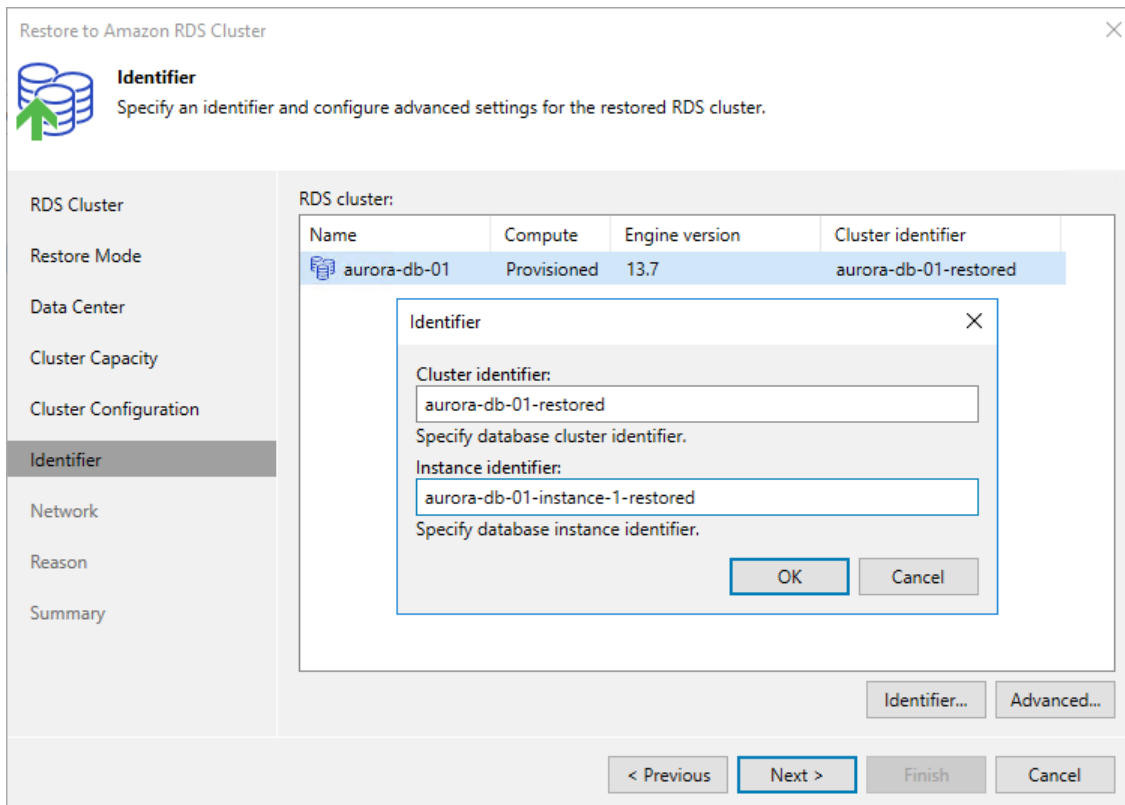 Restore to Amazon RDS Cluster
Identifier
Specify an identifier and configure advanced settings for the restored RDS cluster.
RDS Cluster
Restore Mode
Data Center
Cluster Capacity
Cluster Configuration
Identifier
Network
Reason
Summary
RDS cluster:
Name Compute Engine version Cluster identifier
aurora-db-01 Provisioned 13.7 aurora-db-01-restored
Identifier
Cluster identifier:
aurora-db-01-restored
Specify database cluster identifier.
Instance identifier:
aurora-db-01-instance-1-restored
Specify database instance identifier.
OK Cancel
Identifier... Advanced...
< Previous Next > Finish Cancel